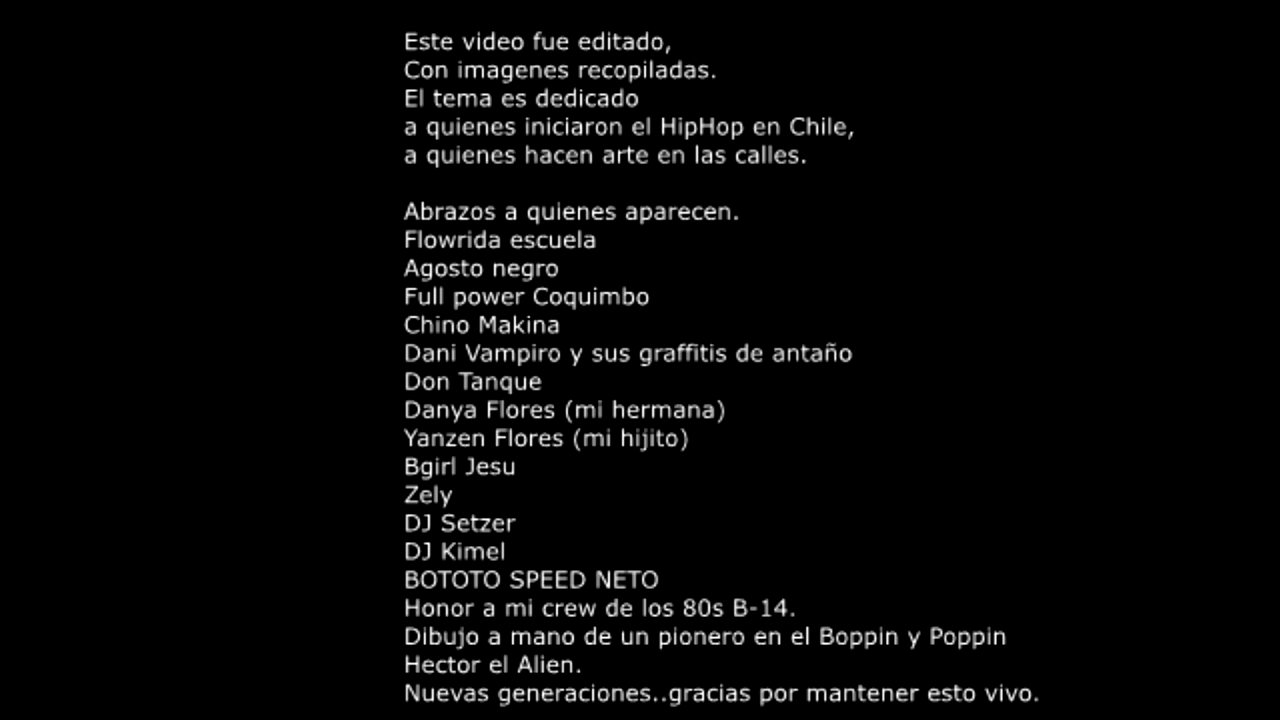 Este video fue editado,
Con imagenes recopiladas.
El tema es dedicado
a quienes iniciaron el HipHop en Chile,
a quienes hacen arte en las calles.
Abrazos a quienes aparecen.
Flowrida escuela
Agosto negro
Full power Coquimbo
Chino Makina
Dani Vampiro y sus graffitis de antaño
Don Tanque
Danya Flores (mi hermana)
Yanzen Flores (mi hijito)
Bgirl Jesu
Zely
DJ Setzer
DJ Kimel
BOTOTO SPEED NETO
Honor a mi crew de los 80s B-14.
Dibujo a mano de un pionero en el Boppin y Poppin
Hector el Alien.
Nuevas generaciones..gracias por mantener esto vivo.